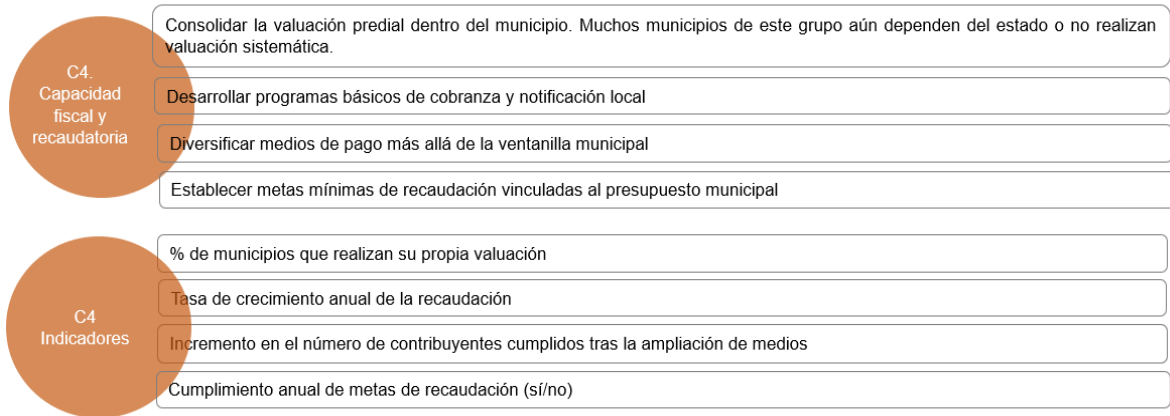 C4.
Capacidad
fiscal y
recaudatoria
Consolidar la valuación predial dentro del municipio. Muchos municipios de este grupo aún dependen del estado o no realizan
valuación sistemática.
Desarrollar programas básicos de cobranza y notificación local
Diversificar medios de pago más allá de la ventanilla municipal
Establecer metas mínimas de recaudación vinculadas al presupuesto municipal
C4
Indicadores
% de municipios que realizan su propia valuación
Tasa de crecimiento anual de la recaudación
Incremento en el número de contribuyentes cumplidos tras la ampliación de medios
Cumplimiento anual de metas de recaudación (sí/no)